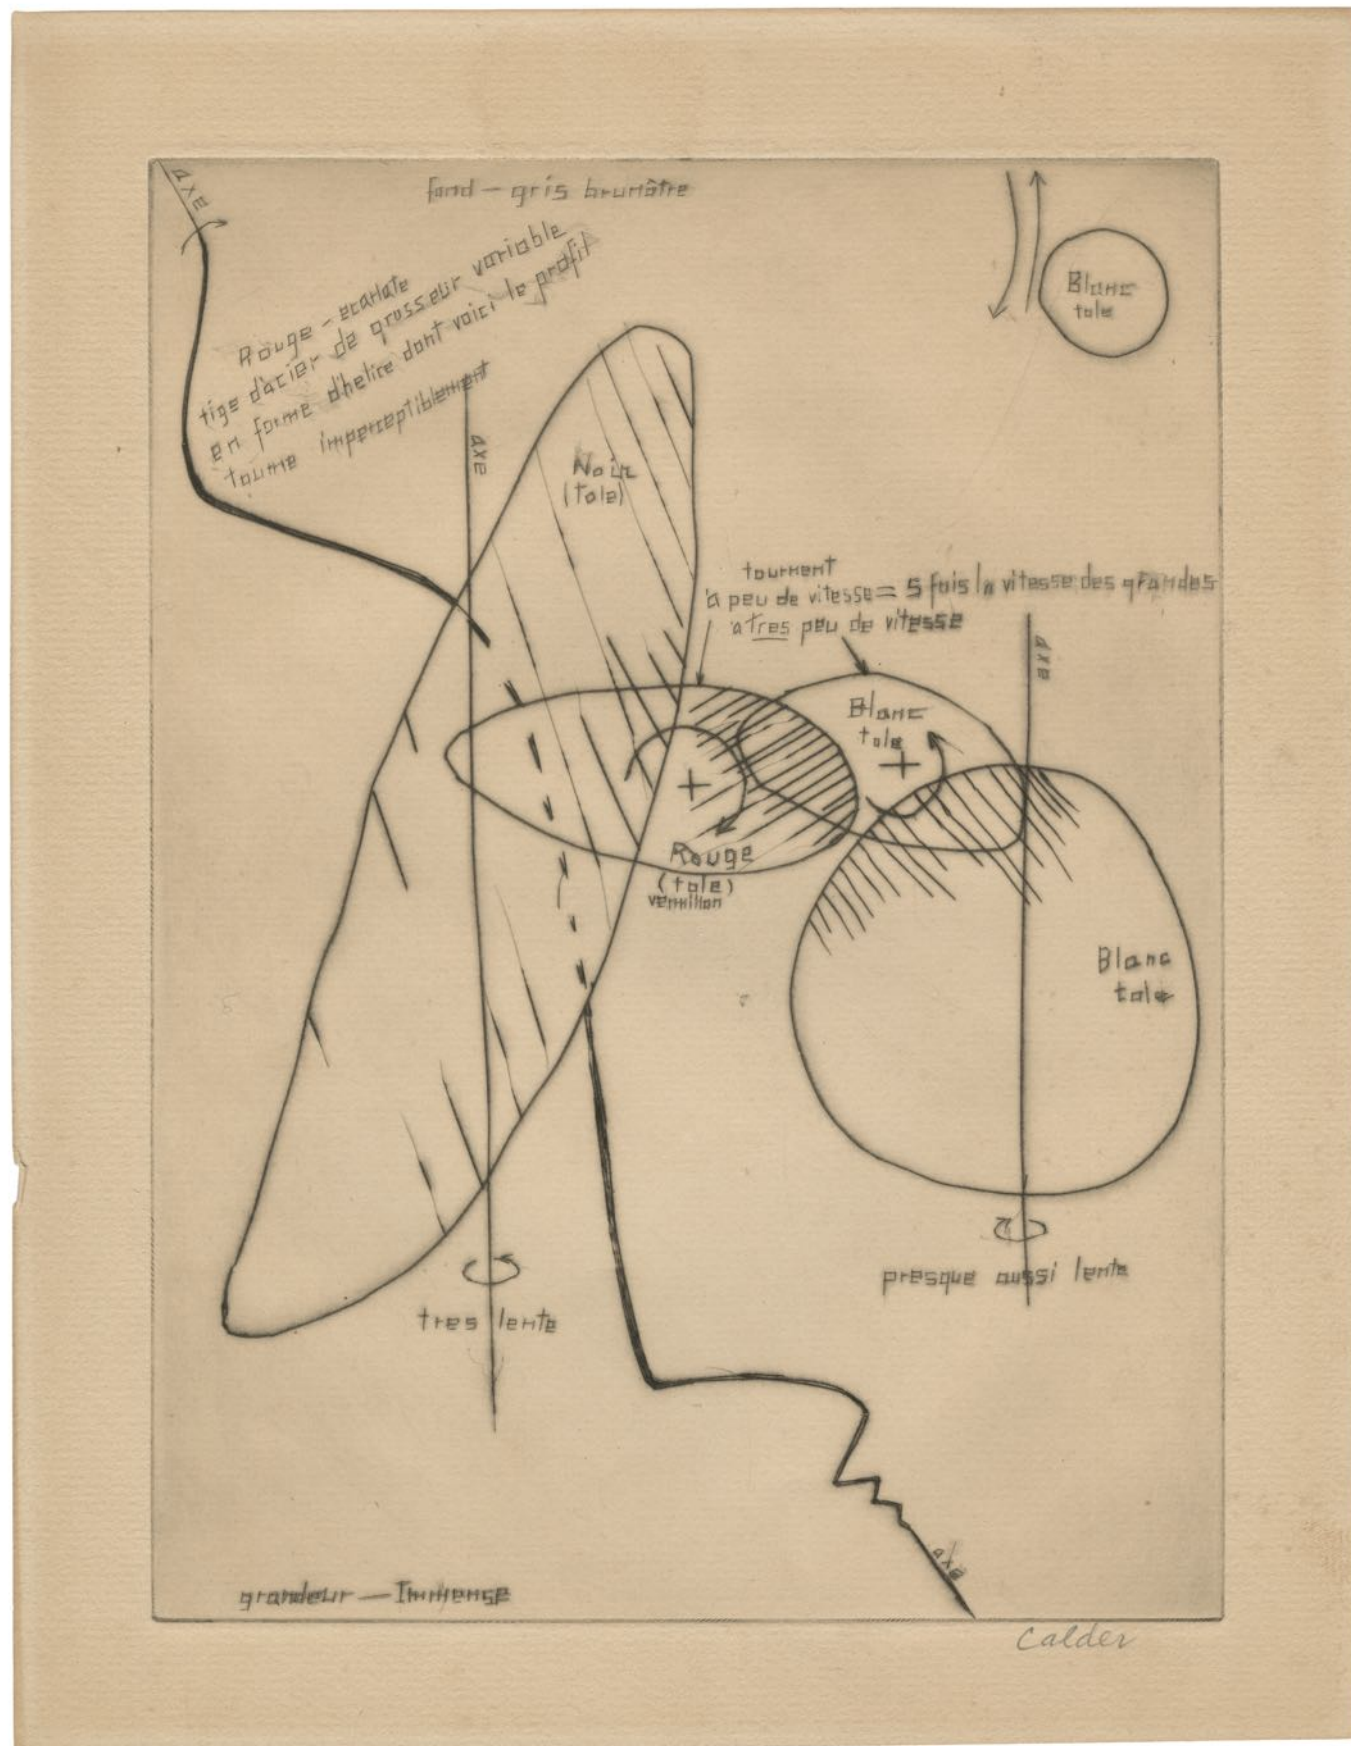 axe
fond — gris brunâtre
Rouge — ecarlate
tige d'acier de grosseur variable
en forme d'helice dont voici le profil
tourne imperceptiblement
Blanc
tole
axe
Noir
(tole)
tournent
à peu de vitesse = 5 fois la vitesse des grandes
a tres peu de vitesse
axe
Blanc
tole
Rouge
(tole)
vermillon
Blanc
tole
presque aussi lente
tres lente
axe
grandeur — Immense
Calder